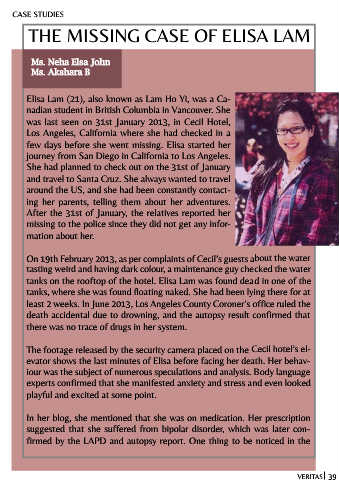 CASE STUDIES
THE MISSING CASE OF ELISA LAM
Ms. Neha Elsa John
Ms. Akshara B
Elisa Lam (21), also known as Lam Ho Yi, was a Ca-
nadian student in British Columbia in Vancouver. She
was last seen on 31st January 2013, in Cecil Hotel,
Los Angeles, California where she had checked in a
few days before she went missing. Elisa started her
journey from San Diego in California to Los Angeles.
She had planned to check out on the 31st of January
and travel to Santa Cruz. She always wanted to travel
around the US, and she had been constantly contact-
ing her parents, telling them about her adventures.
After the 31st of January, the relatives reported her
missing to the police since they did not get any infor-
mation about her.
On 19th February 2013, as per complaints of Cecil's guests about the water
tasting weird and having dark colour, a maintenance guy checked the water
tanks on the rooftop of the hotel. Elisa Lam was found dead in one of the
tanks, where she was found floating naked. She had been lying there for at
least 2 weeks. In June 2013, Los Angeles County Coroner's office ruled the
death accidental due to drowning, and the autopsy result confirmed that
there was no trace of drugs in her system.
The footage released by the security camera placed on the Cecil hotel's el-
evator shows the last minutes of Elisa before facing her death. Her behav-
iour was the subject of numerous speculations and analysis. Body language
experts confirmed that she manifested anxiety and stress and even looked
playful and excited at some point.
In her blog, she mentioned that she was on medication. Her prescription
suggested that she suffered from bipolar disorder, which was later con-
firmed by the LAPD and autopsy report. One thing to be noticed in the
VERITAS| 39